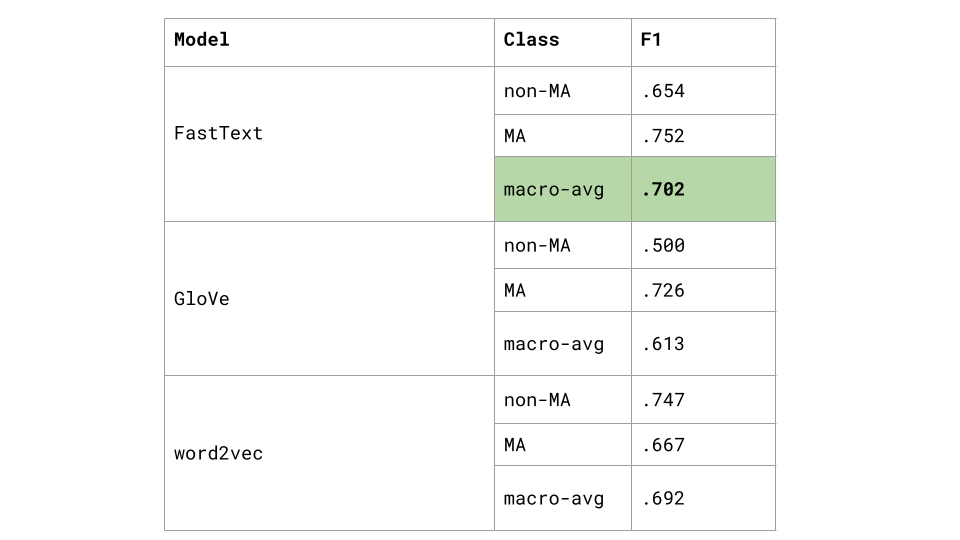 Model Class F1
FastText
non-MA .654
MA .752
macro-avg .702
GloVe
non-MA .500
MA .726
macro-avg .613
word2vec
non-MA .747
MA .667
macro-avg .692